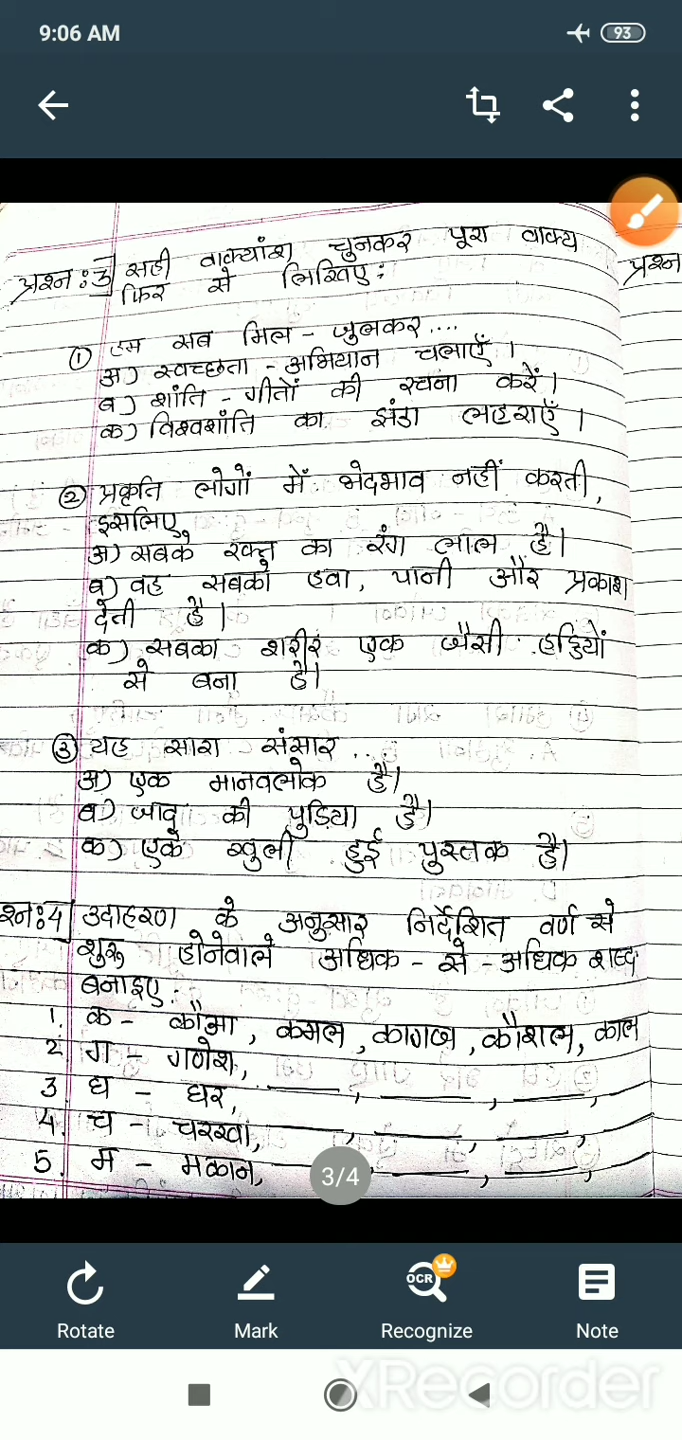 9:06 AM
93
प्रश्न:3] सही वाक्यांश चुनकर पूरा वाक्य
फिर से लिखिए:
प्रश्न
① हम सब मिल-जुलकर....
अ) स्वच्छता-अभियान चलाएँ।
ब) शांति-गीतों की रचना करें।
क) विश्वशांति का झंडा लहराएँ।
② प्रकृति लोगों में भेदभाव नहीं करती,
इसलिए
अ) सबके रक्त का रंग लाल है।
ब) वह सबको हवा, पानी और प्रकाश
देती है।
क) सबका शरीर एक जैसी हड्डियों
से बना है।
③ यह सारा संसार...
अ) एक मानवलोक है।
ब) जादु की पुड़िया है।
क) एक खुली हुई पुस्तक है।
श्न:4] उदाहरण के अनुसार निर्देशित वर्ण से
शुरू होनेवाले अधिक-से-अधिक शब्द
बनाइए:
1. क - कौआ, कमल, कागज, कौशल, काल
2. ग - गणेश,
3. घ - घर,
4. च - चरखा,
5. म - मकान,
3/4
OCR
Rotate
Mark
Recognize
Note
XRecorder